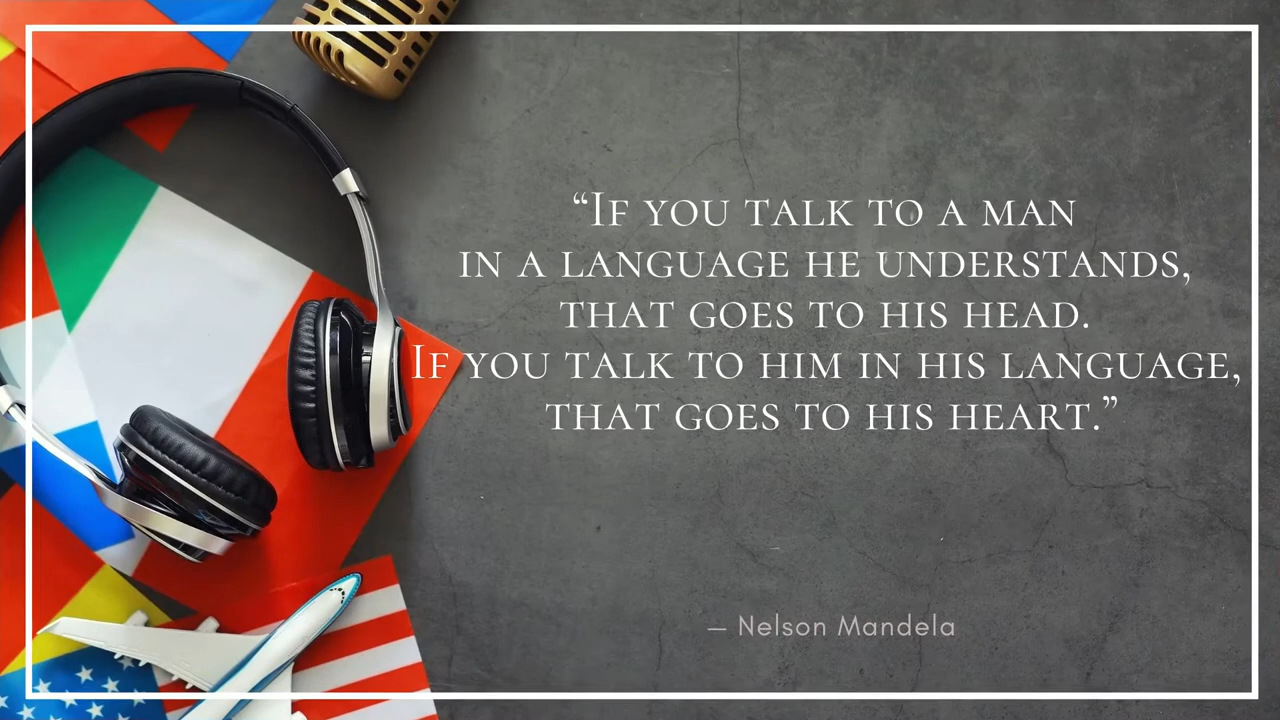 “If you talk to a man
in a language he understands,
that goes to his head.
If you talk to him in his language,
that goes to his heart.”
— Nelson Mandela